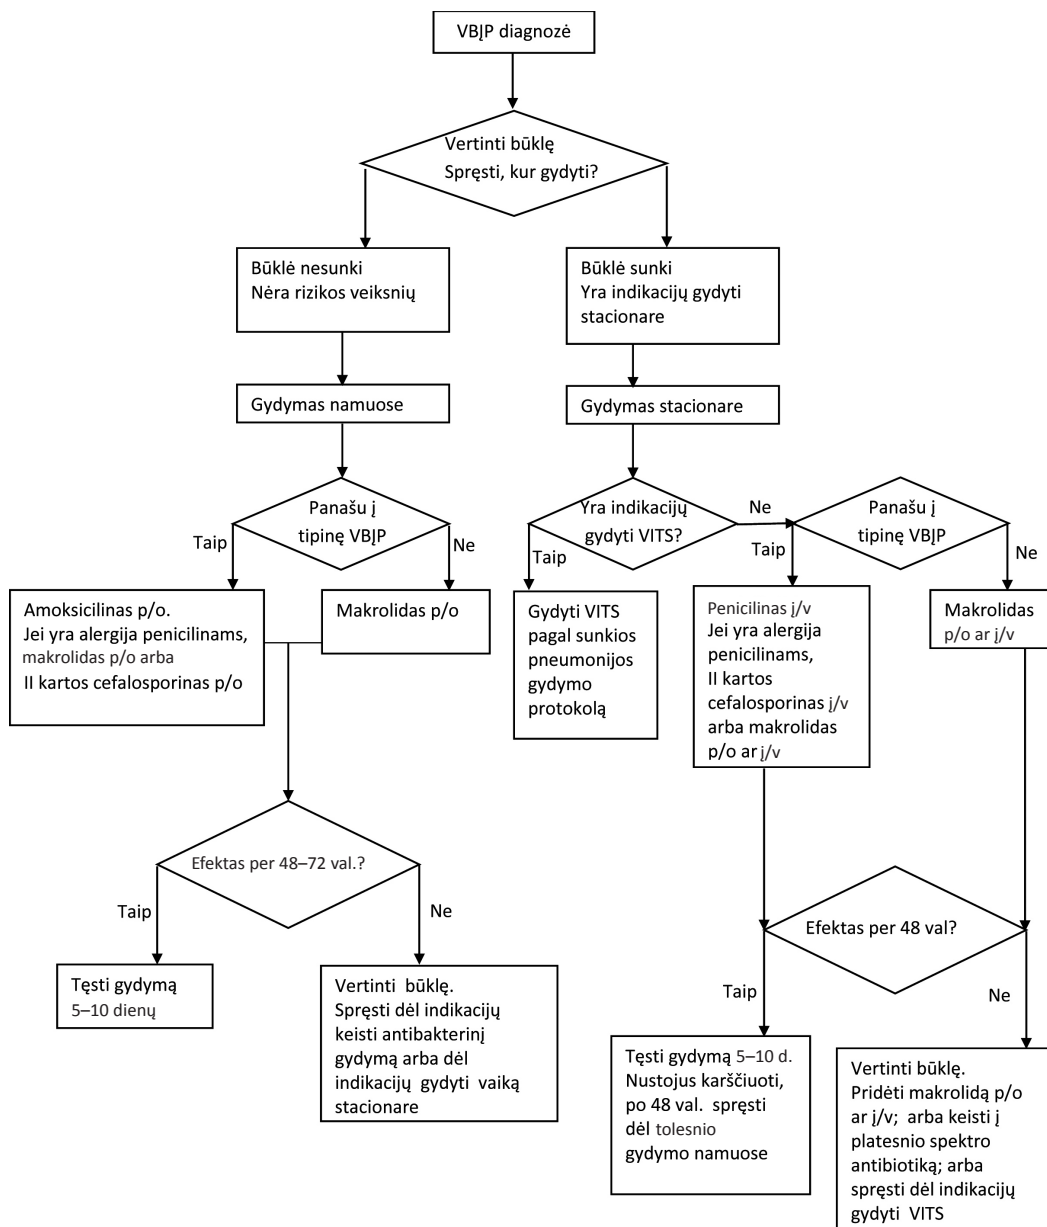 VBĮP diagnozė
Vertinti būklę
Spręsti, kur gydyti?
Būklė nesunki
Nėra rizikos veiksnių
Būklė sunki
Yra indikacijų gydyti
stacionare
Gydymas namuose
Gydymas stacionare
Panašu į
tipinę VBĮP
Taip
Ne
Yra indikacijų
gydyti VITS?
Ne
Taip
Panašu į
tipinę VBĮP
Taip
Ne
Amoksicilinas p/o.
Jei yra alergija penicilinams,
makrolidas p/o arba
II kartos cefalosporinas p/o
Makrolidas p/o
Gydyti VITS
pagal sunkios
pneumonijos
gydymo
protokolą
Penicilinas į/v
Jei yra alergija
penicilinams,
II kartos
cefalosporinas į/v
arba makrolidas
p/o ar į/v
Makrolidas
p/o ar į/v
Efektas per 48–72 val.?
Taip
Ne
Efektas per 48 val?
Taip
Ne
Tęsti gydymą
5–10 dienų
Vertinti būklę.
Spręsti dėl indikacijų
keisti antibakterinį
gydymą arba dėl
indikacijų gydyti vaiką
stacionare
Tęsti gydymą 5–10 d.
Nustojus karščiuoti,
po 48 val. spręsti
dėl tolesnio
gydymo namuose
Vertinti būklę.
Pridėti makrolidą p/o
ar į/v; arba keisti į
platesnio spektro
antibiotiką; arba
spręsti dėl indikacijų
gydyti VITS